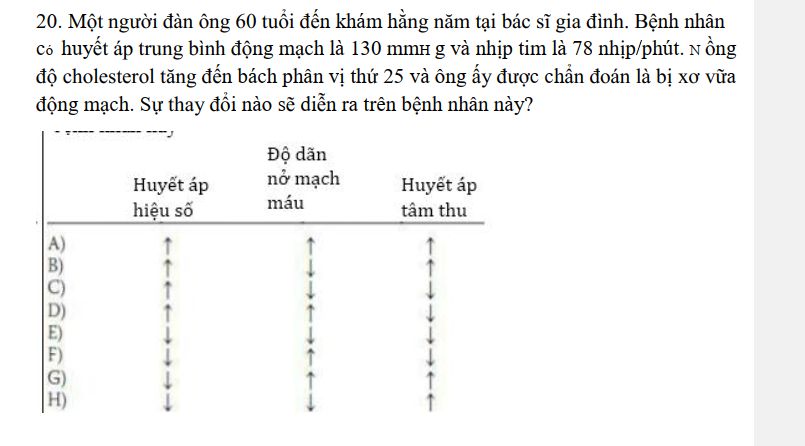 20. Một người đàn ông 60 tuổi đến khám hằng năm tại bác sĩ gia đình. Bệnh nhân
có huyết áp trung bình động mạch là 130 mmH g và nhịp tim là 78 nhịp/phút. N ồng
độ cholesterol tăng đến bách phân vị thứ 25 và ông ấy được chẩn đoán là bị xơ vữa
động mạch. Sự thay đổi nào sẽ diễn ra trên bệnh nhân này?
Độ dãn
Huyết áp nở mạch Huyết áp
hiệu số máu tâm thu
A) ↑ ↑ ↑
B) ↑ ↓ ↑
C) ↑ ↓ ↓
D) ↑ ↑ ↓
E) ↓ ↓ ↓
F) ↓ ↑ ↓
G) ↓ ↑ ↑
H) ↓ ↓ ↑